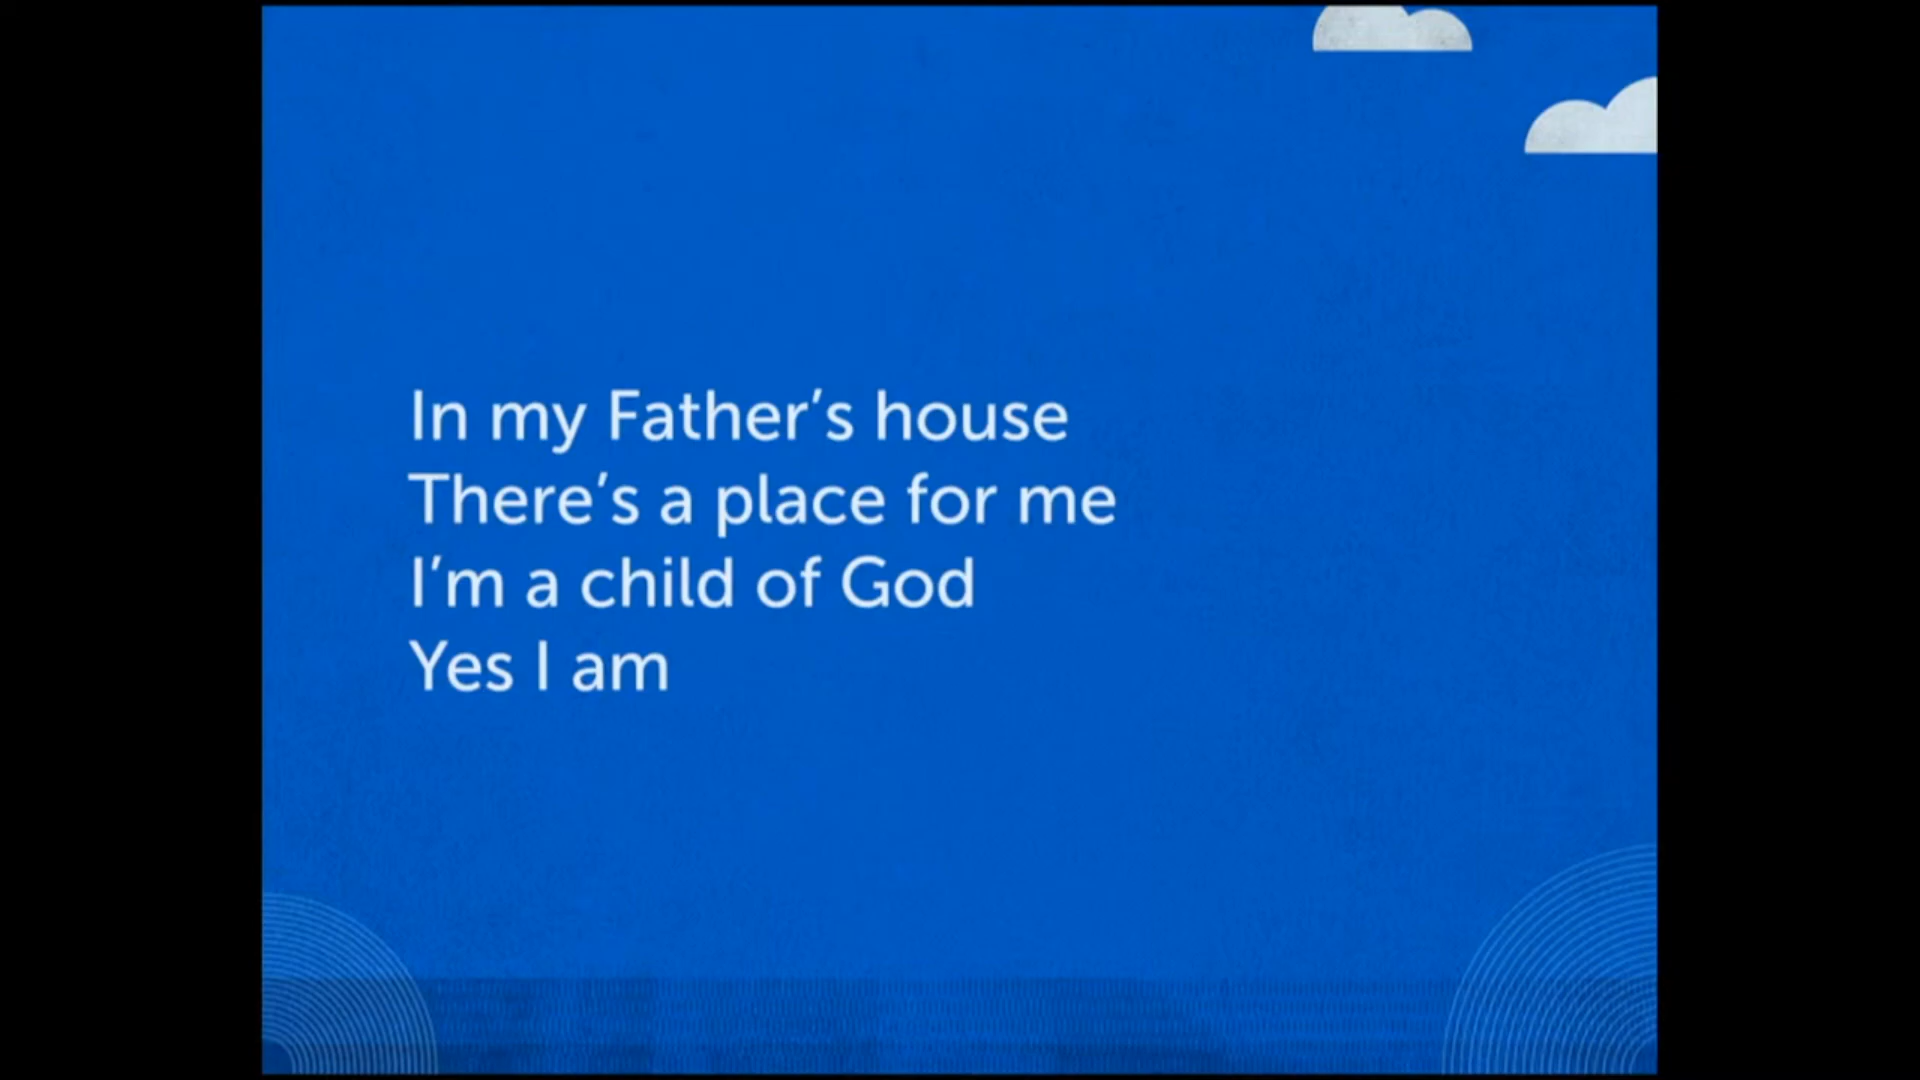 In my Father’s house
There’s a place for me
I’m a child of God
Yes I am